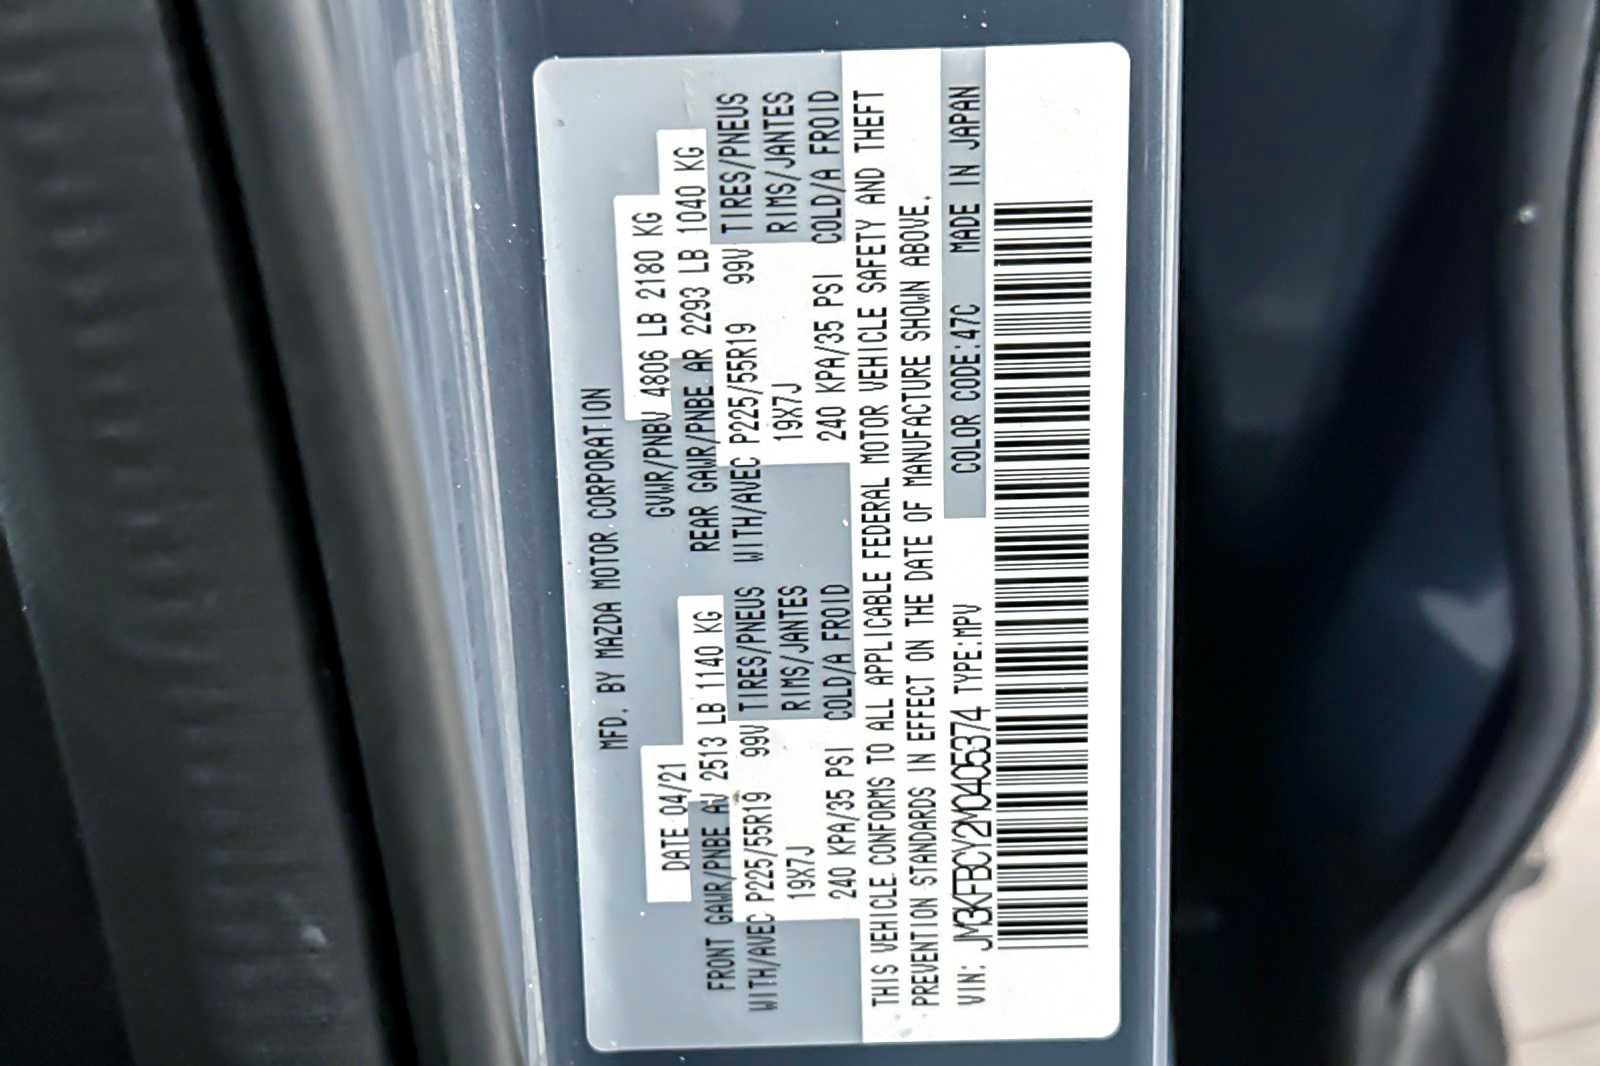 MFD. BY MAZDA MOTOR CORPORATION
DATE 04/21 GVWR/PNBV 4806 LB 2180 KG
FRONT GAWR/PNBE AV 2513 LB 1140 KG REAR GAWR/PNBE AR 2293 LB 1040 KG
WITH/AVEC P225/55R19 99V TIRES/PNEUS WITH/AVEC P225/55R19 99V TIRES/PNEUS
19X7J RIMS/JANTES 19X7J RIMS/JANTES
240 KPA/35 PSI COLD/A FROID 240 KPA/35 PSI COLD/A FROID
THIS VEHICLE CONFORMS TO ALL APPLICABLE FEDERAL MOTOR VEHICLE SAFETY AND THEFT
PREVENTION STANDARDS IN EFFECT ON THE DATE OF MANUFACTURE SHOWN ABOVE.
VIN: JM3KFBCY2M0405374 TYPE:MPV COLOR CODE:47C MADE IN JAPAN